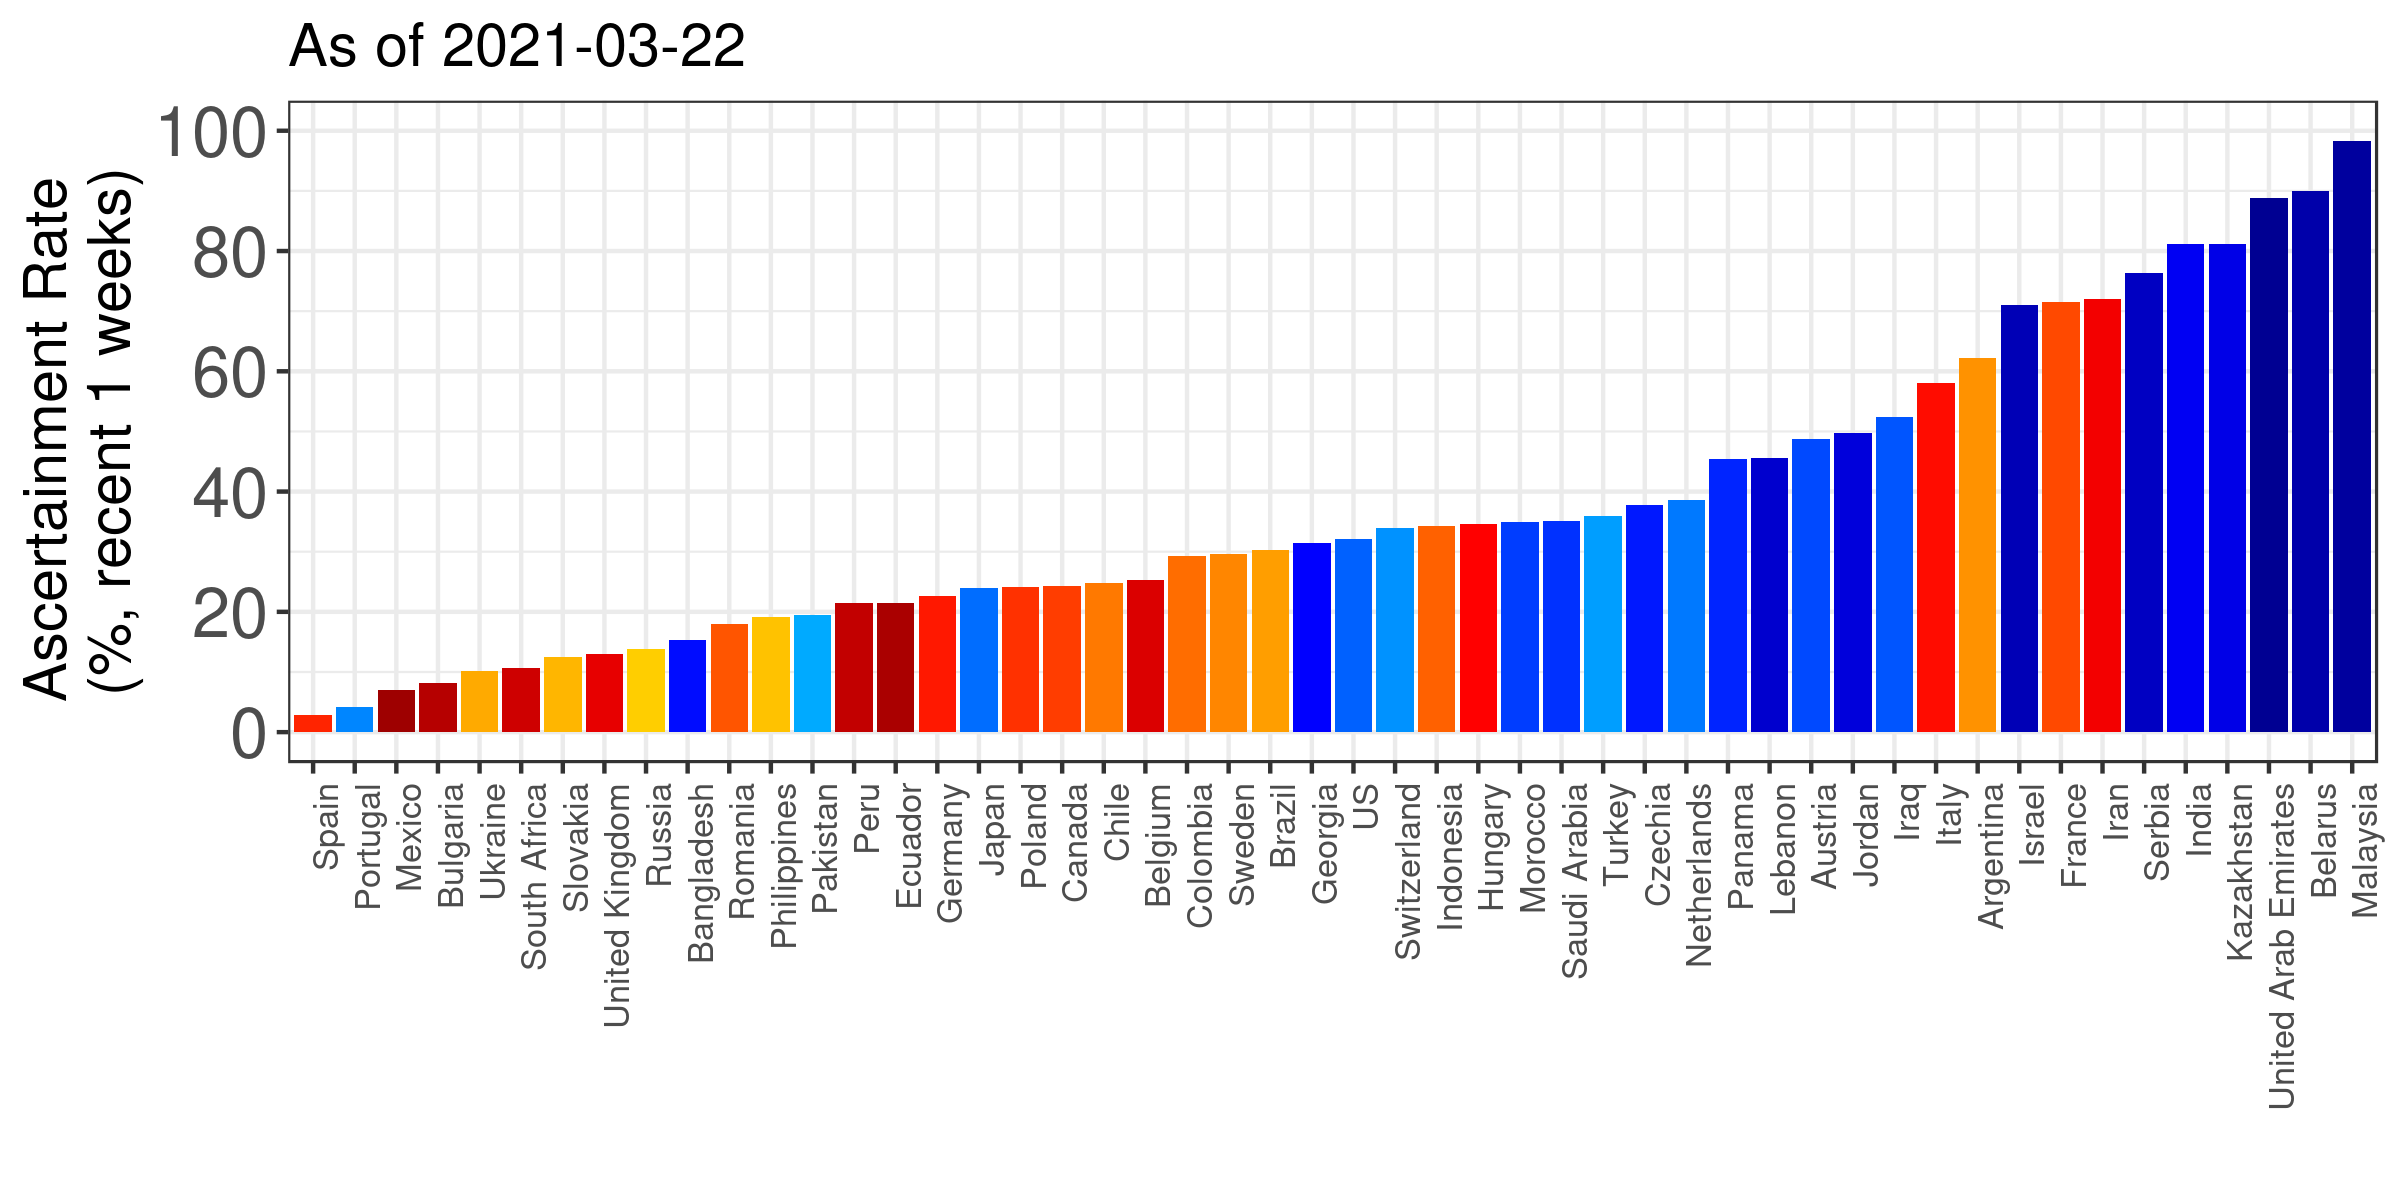 As of 2021-03-22
Ascertainment Rate
(%, recent 1 weeks)
100
80
60
40
20
0
Spain
Portugal
Mexico
Bulgaria
Ukraine
South Africa
Slovakia
United Kingdom
Russia
Bangladesh
Romania
Philippines
Pakistan
Peru
Ecuador
Germany
Japan
Poland
Canada
Chile
Belgium
Colombia
Sweden
Brazil
Georgia
US
Switzerland
Indonesia
Hungary
Morocco
Saudi Arabia
Turkey
Czechia
Netherlands
Panama
Lebanon
Austria
Jordan
Iraq
Italy
Argentina
Israel
France
Iran
Serbia
India
Kazakhstan
United Arab Emirates
Belarus
Malaysia